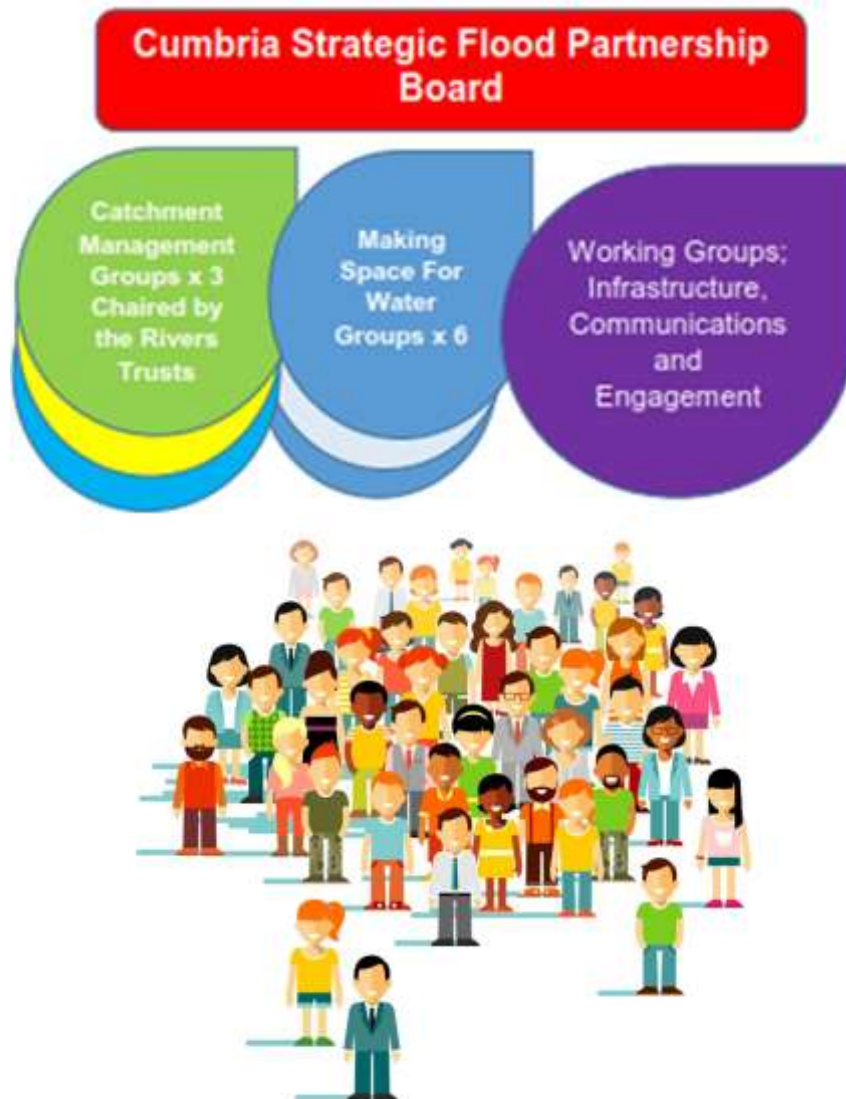 Cumbria Strategic Flood Partnership
Board
Catchment
Management
Groups x 3
Chaired by
the Rivers
Trusts
Making
Space For
Water
Groups x 6
Working Groups;
Infrastructure,
Communications
and
Engagement